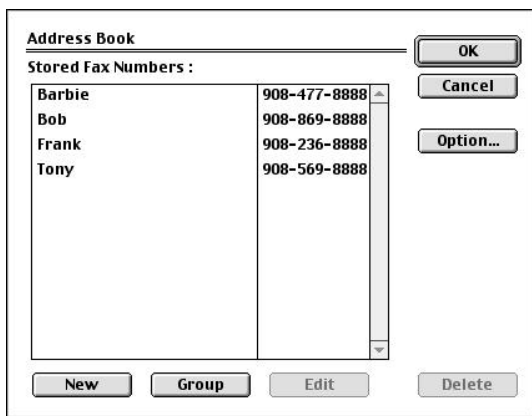 Address Book
OK
Stored Fax Numbers :
Cancel
Barbie 908-477-8888
Bob 908-869-8888
Frank 908-236-8888
Option...
Tony 908-569-8888
New Group Edit Delete